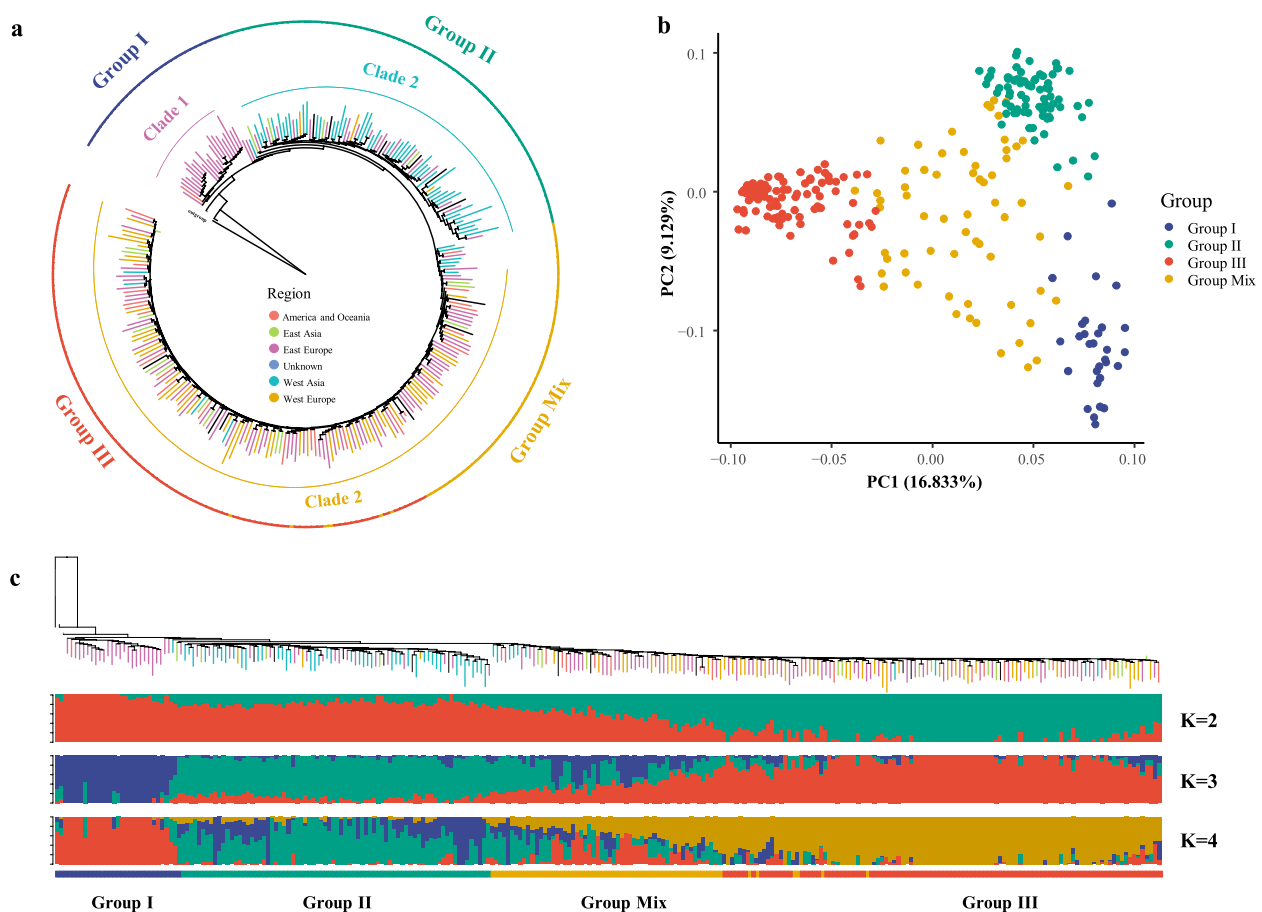 a
Group I
Group II
Clade 1
Clade 2
outgroup
Region
America and Oceania
East Asia
East Europe
Unknown
West Asia
West Europe
Group III
Group Mix
Clade 2
b
0.1
0.0
−0.1
PC2 (9.129%)
−0.10
−0.05
0.00
0.05
0.10
PC1 (16.833%)
Group
Group I
Group II
Group III
Group Mix
c
K=2
K=3
K=4
Group I
Group II
Group Mix
Group III